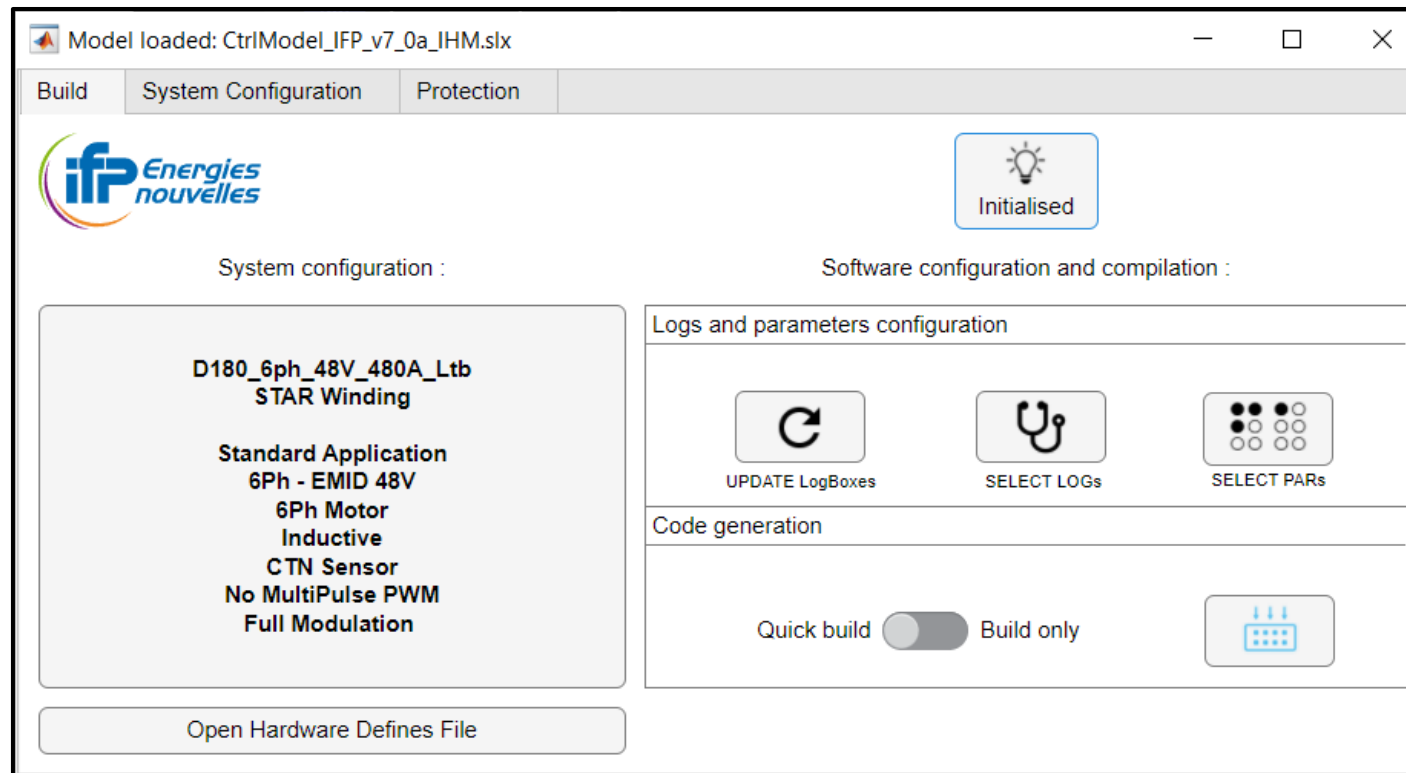 Model loaded: CtrlModel_IFP_v7_0a_IHM.slx
Build
System Configuration
Protection
ifp Energies
nouvelles
Initialised
System configuration :
Software configuration and compilation :
D180_6ph_48V_480A_Ltb
STAR Winding
Standard Application
6Ph - EMID 48V
6Ph Motor
Inductive
CTN Sensor
No MultiPulse PWM
Full Modulation
Open Hardware Defines File
Logs and parameters configuration
UPDATE LogBoxes
SELECT LOGs
SELECT PARs
Code generation
Quick build
Build only